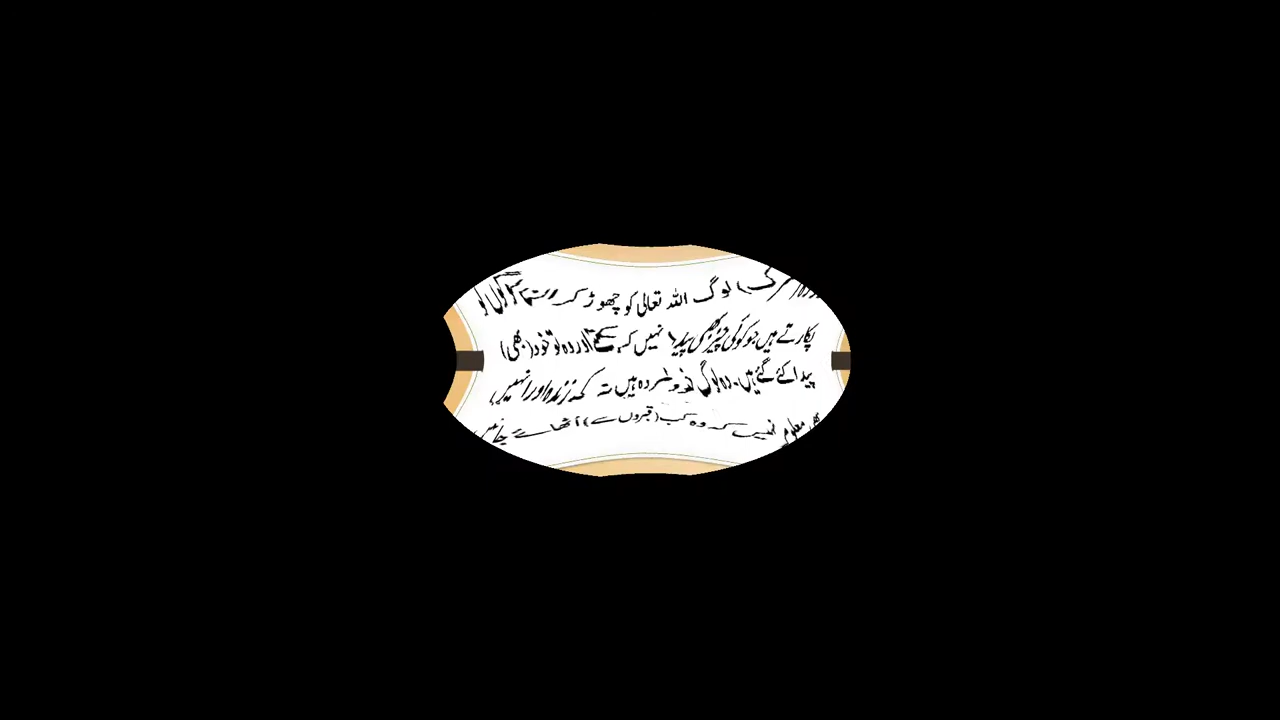 لوگ اللہ تعالی کو چھوڑ کر
پکارتے ہیں جو کوئی چیز بھی پیدا نہیں کر سکتے اور وہ تو خود (بھی)
پیدا کئے گئے ہیں۔ وہ لوگ خود مردہ ہیں نہ کہ زندہ اور انہیں
معلوم نہیں کہ وہ کب (قبروں سے) اٹھائے جائیں